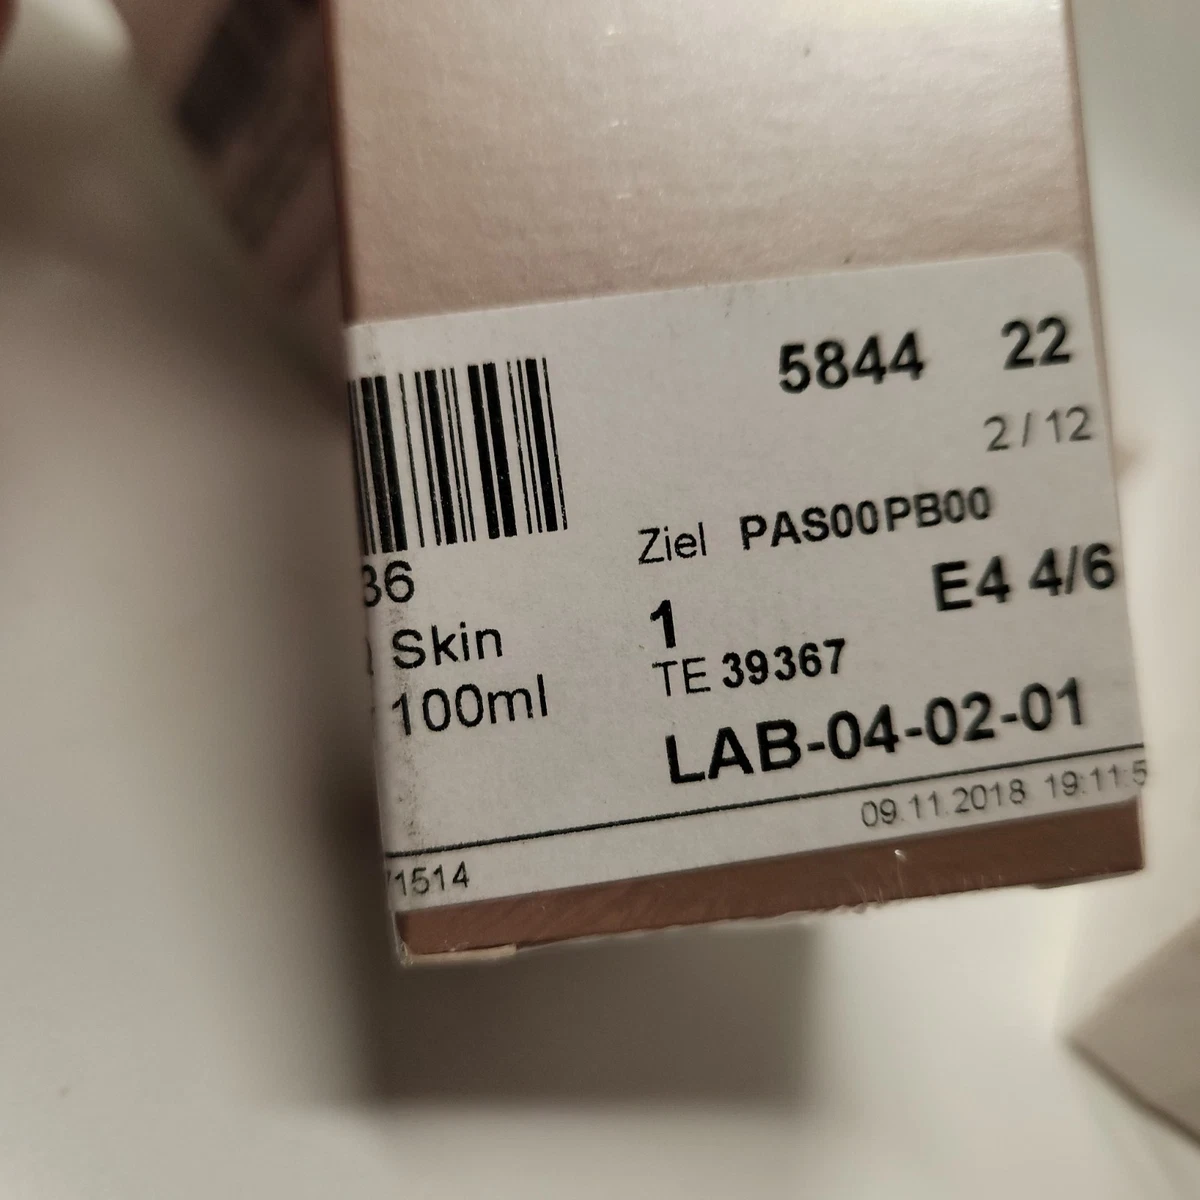 5844 22
2/12
Ziel PAS00PB00
36
E4 4/6
Skin
1
100ml
TE 39367
LAB-04-02-01
09.11.2018 19:11:5
1514